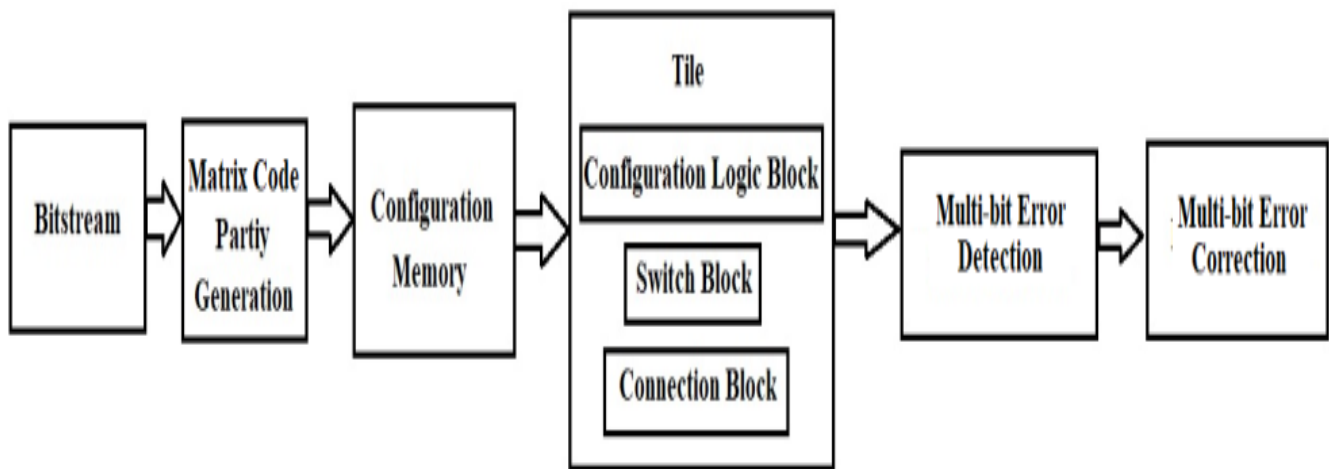 Bitstream
Matrix Code
Partiy
Generation
Configuration
Memory
Tile
Configuration Logic Block
Switch Block
Connection Block
Multi-bit Error
Detection
Multi-bit Error
Correction